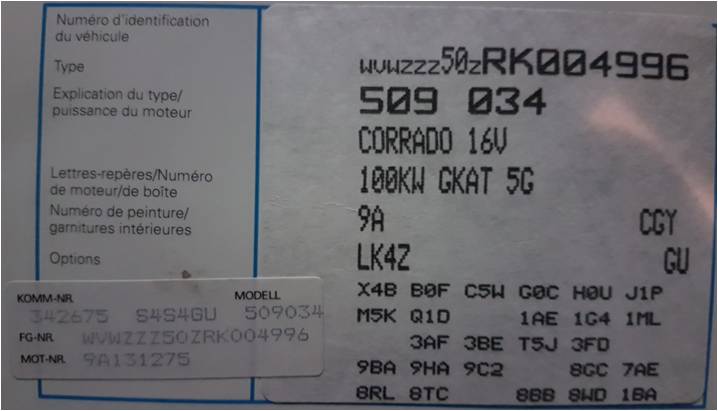 Numéro d'identification
du véhicule
Type
Explication du type/
puissance du moteur
Lettres-repères/Numéro
de moteur/de boîte
Numéro de peinture/
garnitures intérieures
Options
WVWZZZ50ZRK004996
509 034
CORRADO 16V
100KW GKAT 5G
9A CGY
LK4Z GU
X4B B0F C5W G0C H0U J1P
M5K Q1D 1AE 1G4 1ML
3AF 3BE T5J 3FD
9BA 9HA 9C2 8GC 7AE
8RL 8TC 8BB 8WD 1BA
KOMM-NR. MODELL
342675 S4S4GU 509034
FG-NR. WVWZZZ50ZRK004996
MOT-NR. 9A131275